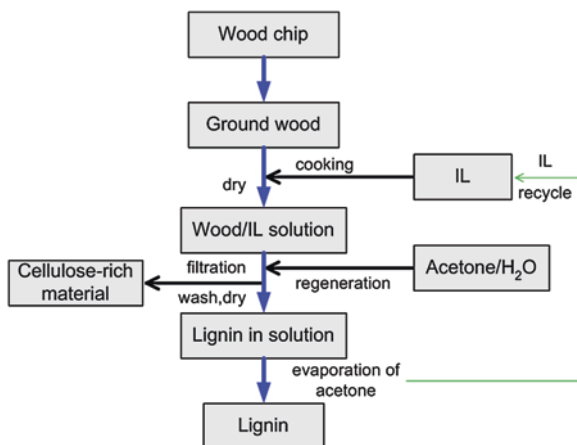 Wood chip
Ground wood
cooking
IL
IL
recycle
dry
Wood/IL solution
filtration
Acetone/H₂O
Cellulose-rich
material
wash,dry
regeneration
Lignin in solution
evaporation of
acetone
Lignin